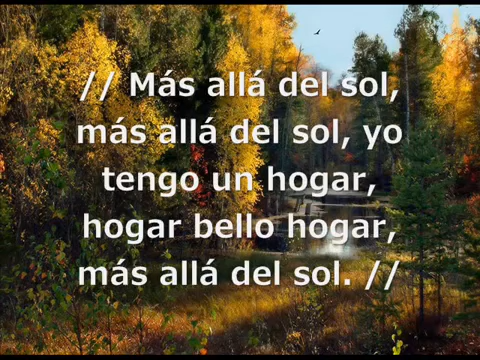 // Más allá del sol,
más allá del sol, yo
tengo un hogar,
hogar bello hogar,
más allá del sol. //